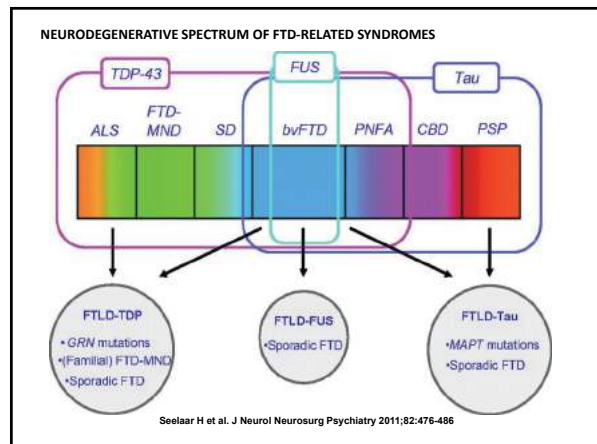 NEURODEGENERATIVE SPECTRUM OF FTD-RELATED SYNDROMES
TDP-43
FUS
Tau
ALS
FTD-
MND
SD
bvFTD
PNFA
CBD
PSP
FTLD-TDP
•GRN mutations
•(Familial) FTD-MND
•Sporadic FTD
FTLD-FUS
•Sporadic FTD
FTLD-Tau
•MAPT mutations
•Sporadic FTD
Seelaar H et al. J Neurol Neurosurg Psychiatry 2011;82:476-486